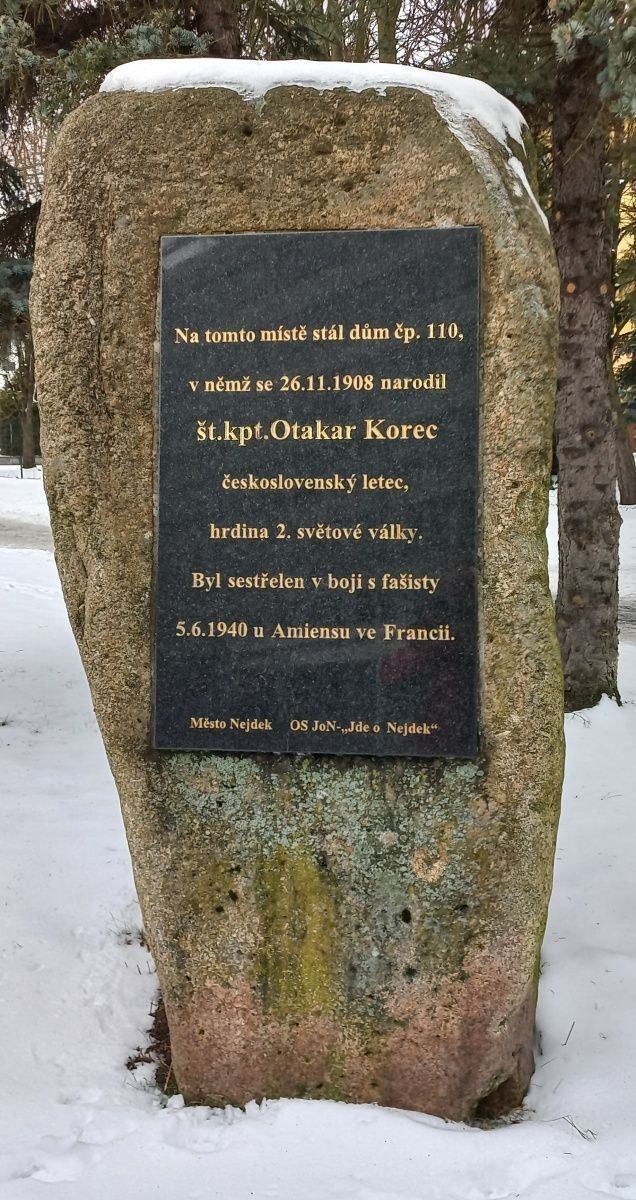 Na tomto místě stál dům čp. 110,
v němž se 26.11.1908 narodil
št.kpt.Otakar Korec
československý letec,
hrdina 2. světové války.
Byl sestřelen v boji s fašisty
5.6.1940 u Amiensu ve Francii.
Město Nejdek OS JoN-„Jde o Nejdek“